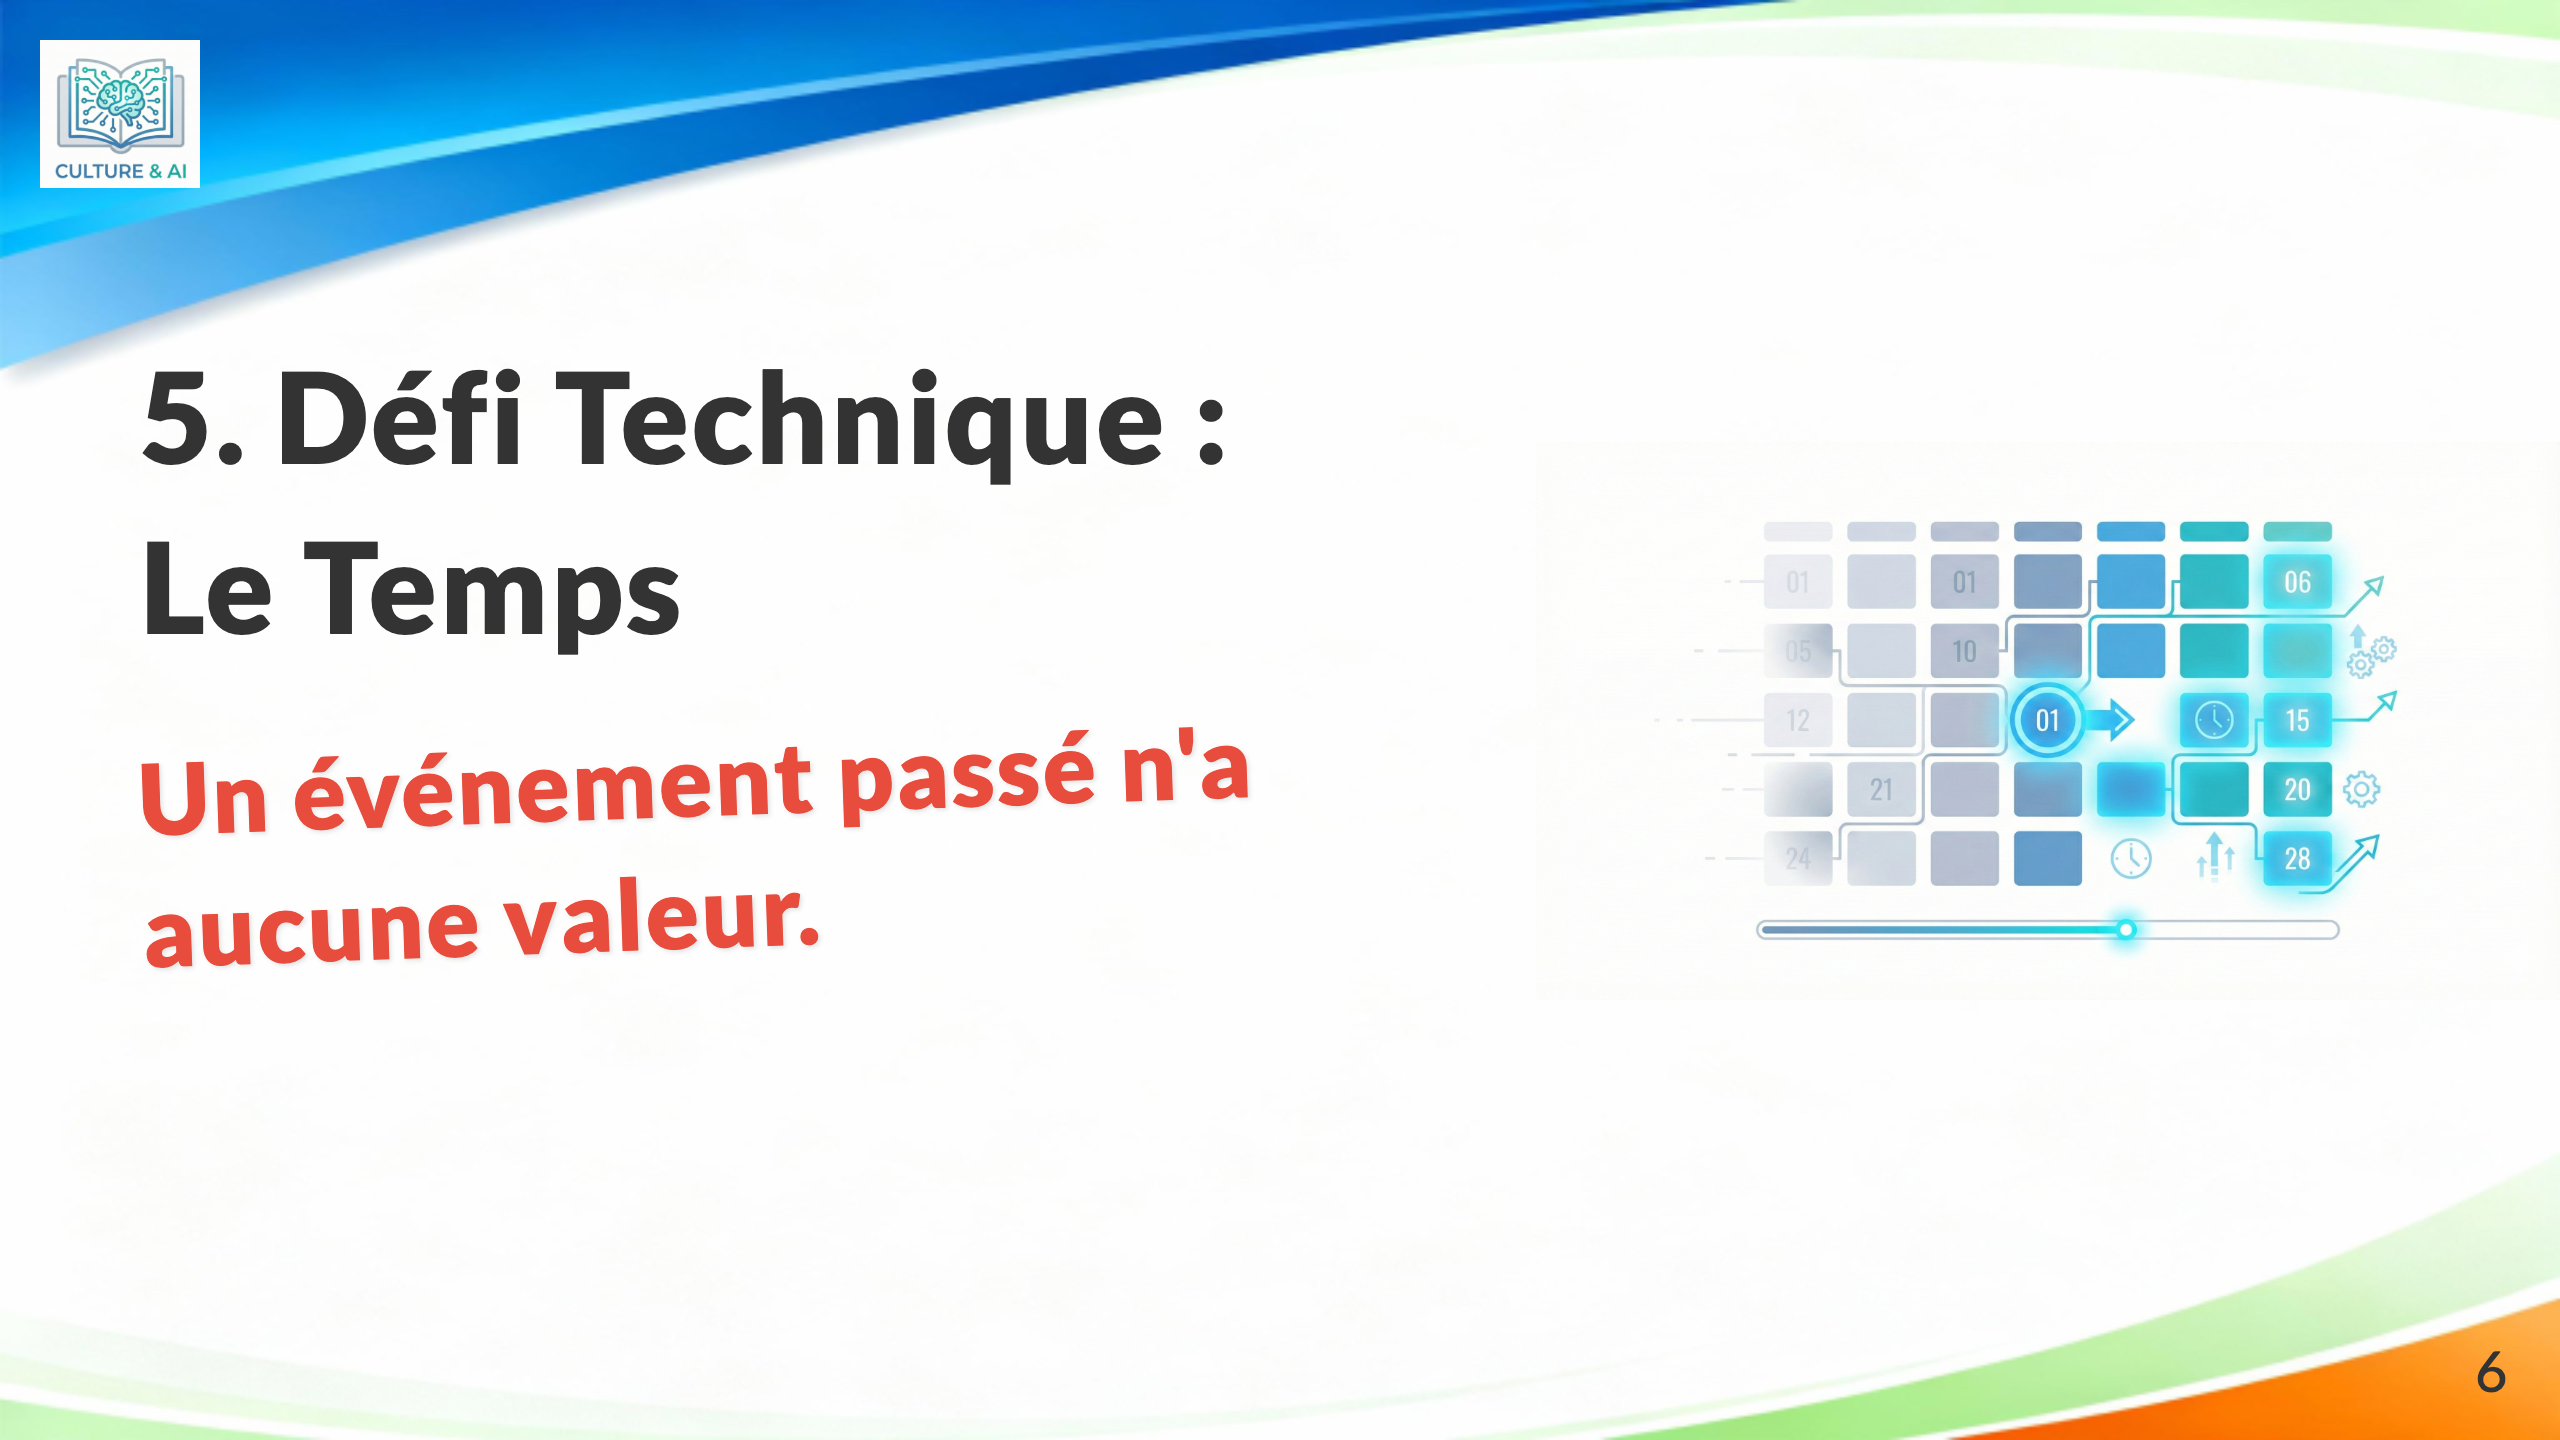 CULTURE & AI
5. Défi Technique :
Le Temps
Un événement passé n'a
aucune valeur.
01 01 06
05 10
12 01 15
21 20
24 28
6